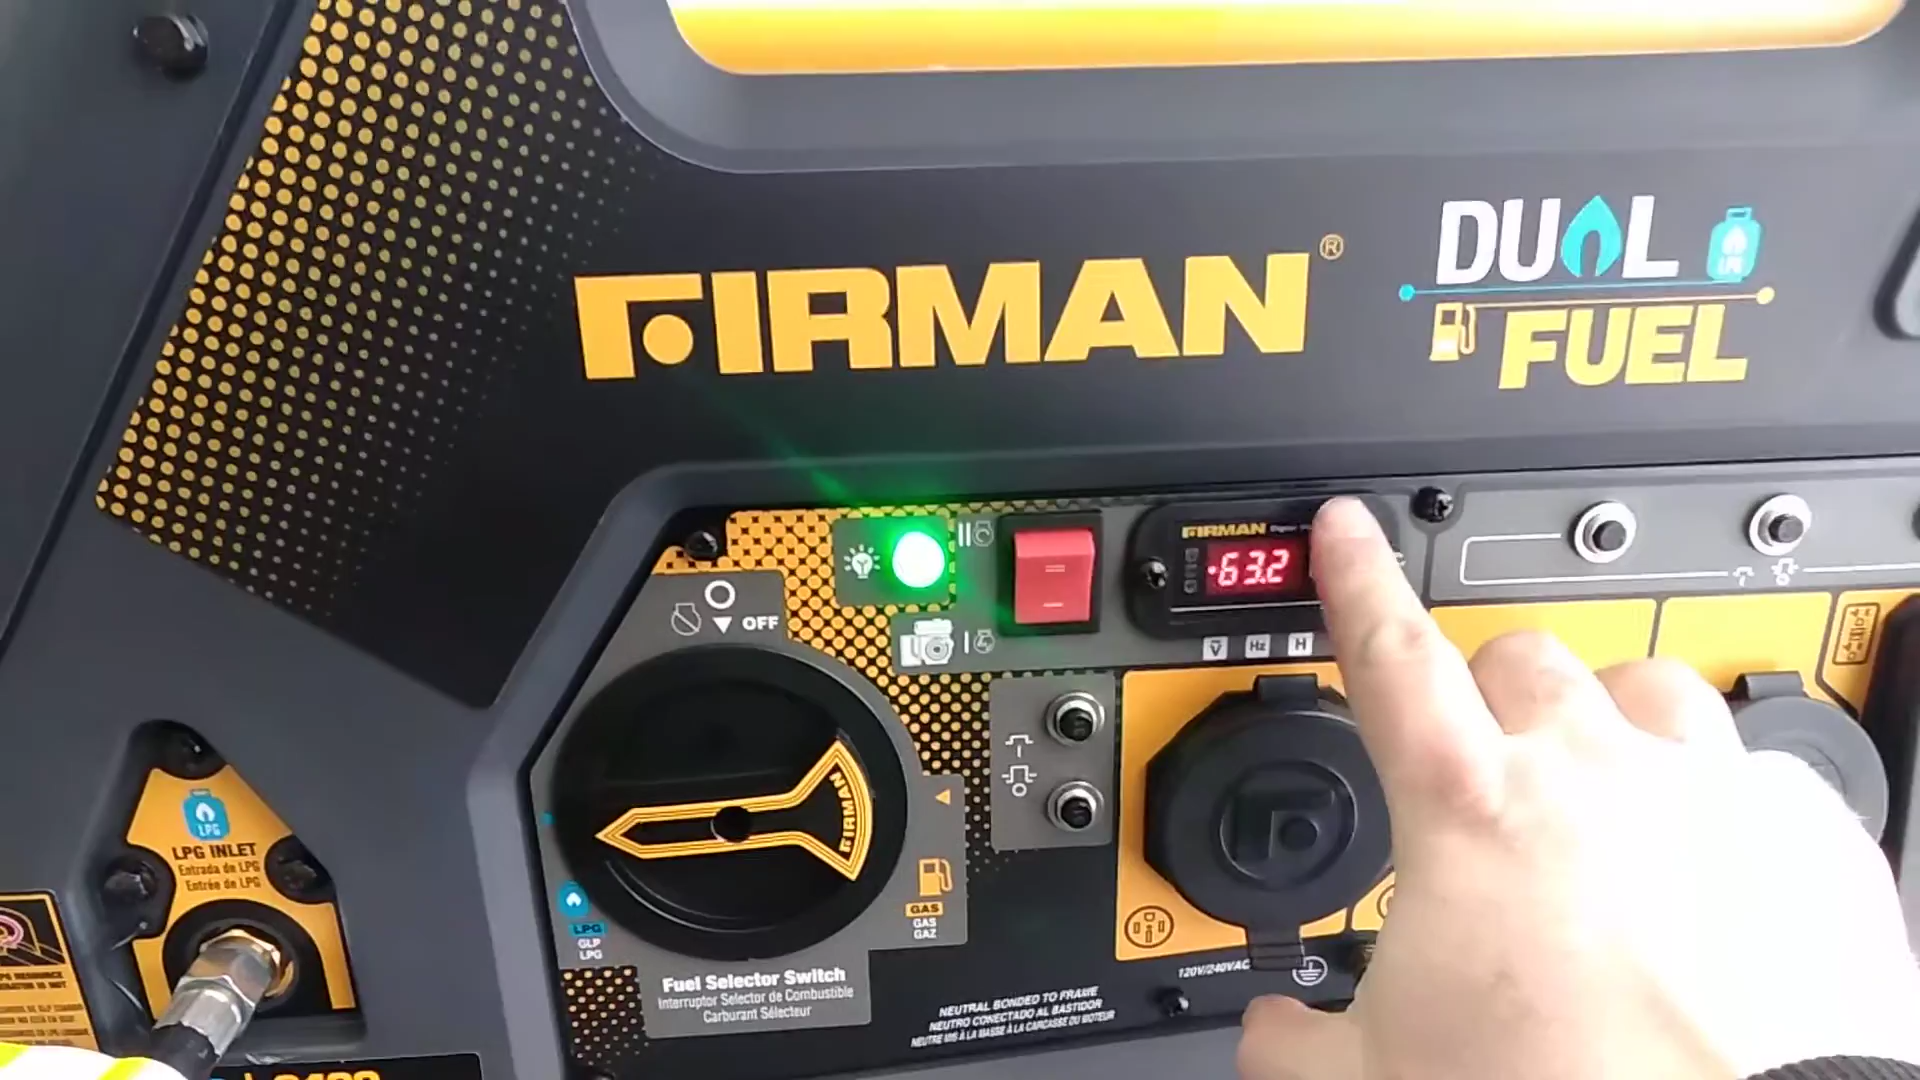 DUAL
LPG
FIRMAN®
FUEL
FIRMAN
63.2
OFF
V Hz H
FIRMAN
LPG
LPG INLET
Entrada de LPG
Entrée de LPG
GAS
GAS
GAZ
LPG
GLP
LPG
Fuel Selector Switch
Interruptor Selector de Combustible
Carburant Sélecteur
120V/240VAC
NEUTRAL BONDED TO FRAME
NEUTRO CONECTADO AL BASTIDOR
NEUTRE MIS À LA MASSE À LA CARCASSE DU MOTEUR